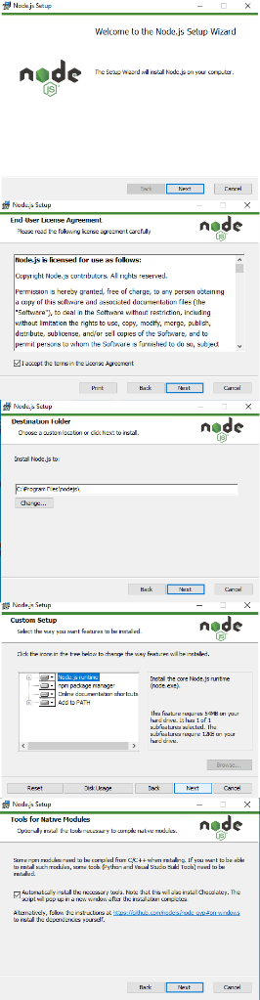 Node.js Setup
Welcome to the Node.js Setup Wizard
node
JS
The Setup Wizard will install Node.js on your computer.
Back Next Cancel
Node.js Setup
End-User License Agreement
Please read the following license agreement carefully
node
JS
Node.js is licensed for use as follows:
Copyright Node.js contributors. All rights reserved.
Permission is hereby granted, free of charge, to any person obtaining
a copy of this software and associated documentation files (the
"Software"), to deal in the Software without restriction, including
without limitation the rights to use, copy, modify, merge, publish,
distribute, sublicense, and/or sell copies of the Software, and to
permit persons to whom the Software is furnished to do so, subject
I accept the terms in the License Agreement
Print Back Next Cancel
Node.js Setup
Destination Folder
Choose a custom location or click Next to install.
node
JS
Install Node.js to:
C:\Program Files\nodejs\
Change...
Back Next Cancel
Node.js Setup
Custom Setup
Select the way you want features to be installed.
node
JS
Click the icons in the tree below to change the way features will be installed.
Node.js runtime
npm package manager
Online documentation shortcuts
Add to PATH
Install the core Node.js runtime
(node.exe).
This feature requires 54MB on your
hard drive. It has 1 of 1
subfeatures selected. The
subfeatures require 12KB on your
hard drive.
Browse...
Reset Disk Usage Back Next Cancel
Node.js Setup
Tools for Native Modules
Optionally install the tools necessary to compile native modules.
node
JS
Some npm modules need to be compiled from C/C++ when installing. If you want to be able
to install such modules, some tools (Python and Visual Studio Build Tools) need to be
installed.
Automatically install the necessary tools. Note that this will also install Chocolatey. The
script will pop-up in a new window after the installation completes.
Alternatively, follow the instructions at https://github.com/nodejs/node-gyp#on-windows
to install the dependencies yourself.
Back Next Cancel